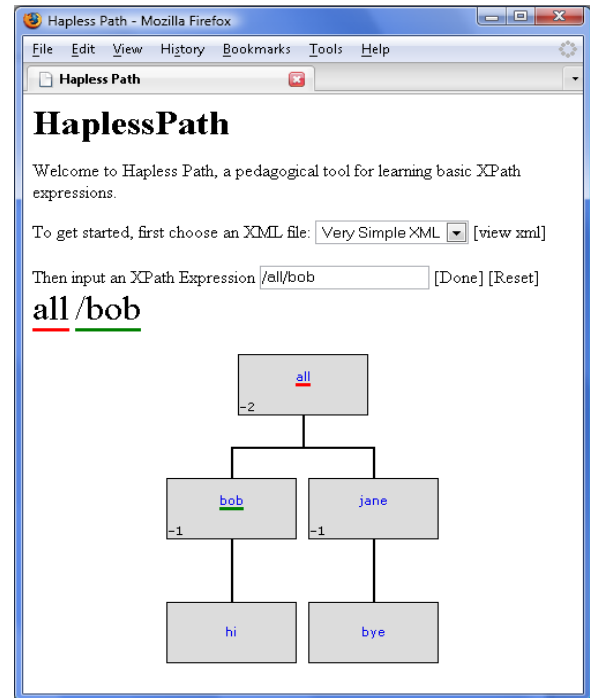 Hapless Path - Mozilla Firefox
File Edit View History Bookmarks Tools Help
Hapless Path
HaplessPath
Welcome to Hapless Path, a pedagogical tool for learning basic XPath
expressions.
To get started, first choose an XML file: Very Simple XML [view xml]
Then input an XPath Expression /all/bob [Done] [Reset]
all /bob
all
-2
bob jane
-1 -1
hi bye